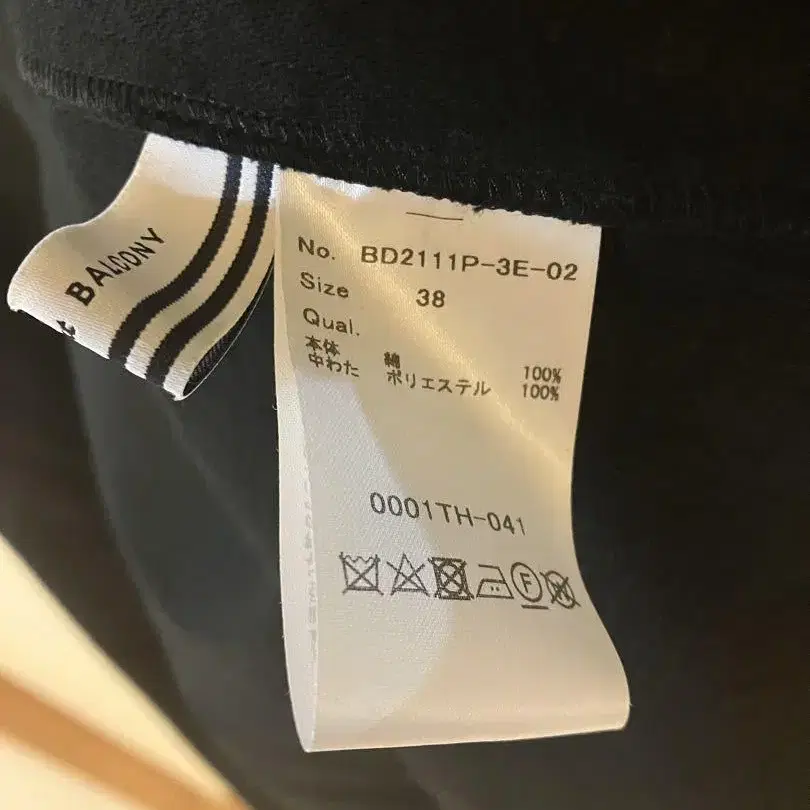 BALCONY
No. BD2111P-3E-02
Size 38
Qual.
本体 綿 100%
中わた ポリエステル 100%
0001TH-041
F
W